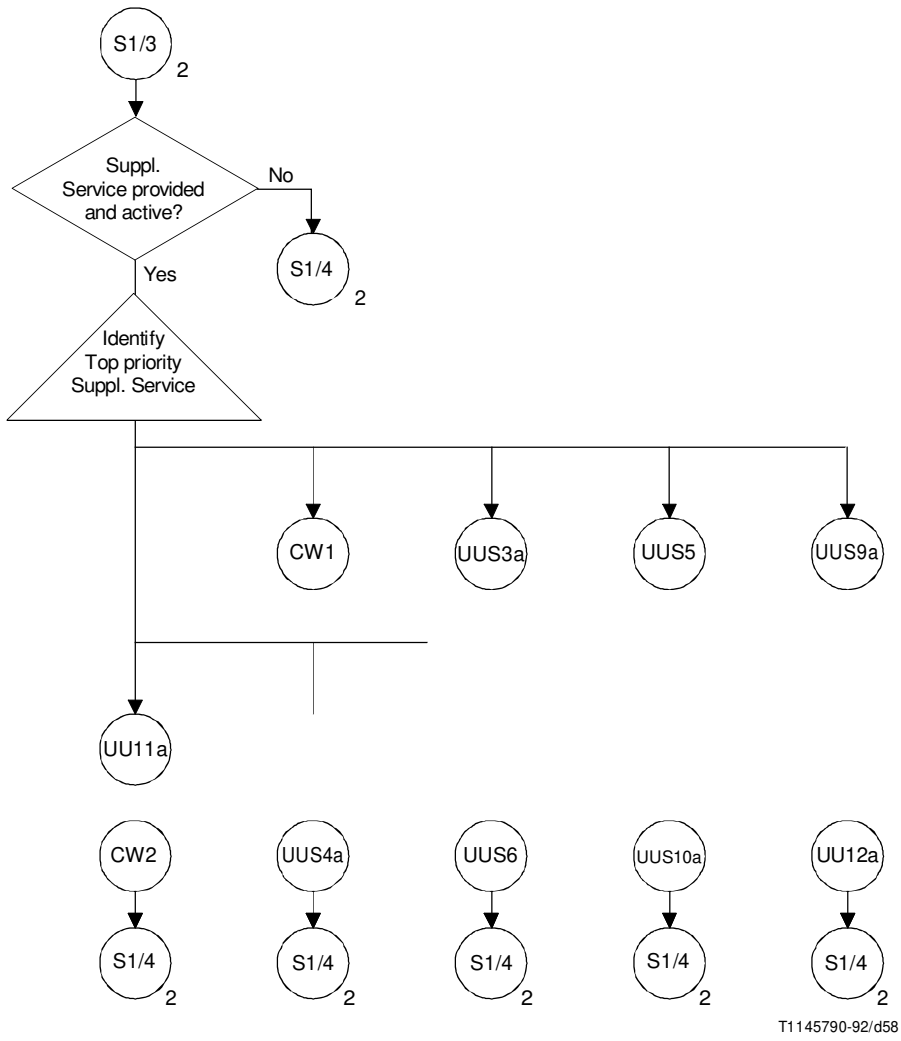 S1/3
2
Suppl.
Service provided
and active?
No
S1/4
2
Yes
Identify
Top priority
Suppl. Service
CW1
UUS3a
UUS5
UUS9a
UU11a
CW2
UUS4a
UUS6
UUS10a
UU12a
S1/4
2
S1/4
2
S1/4
2
S1/4
2
S1/4
2
T1145790-92/d58